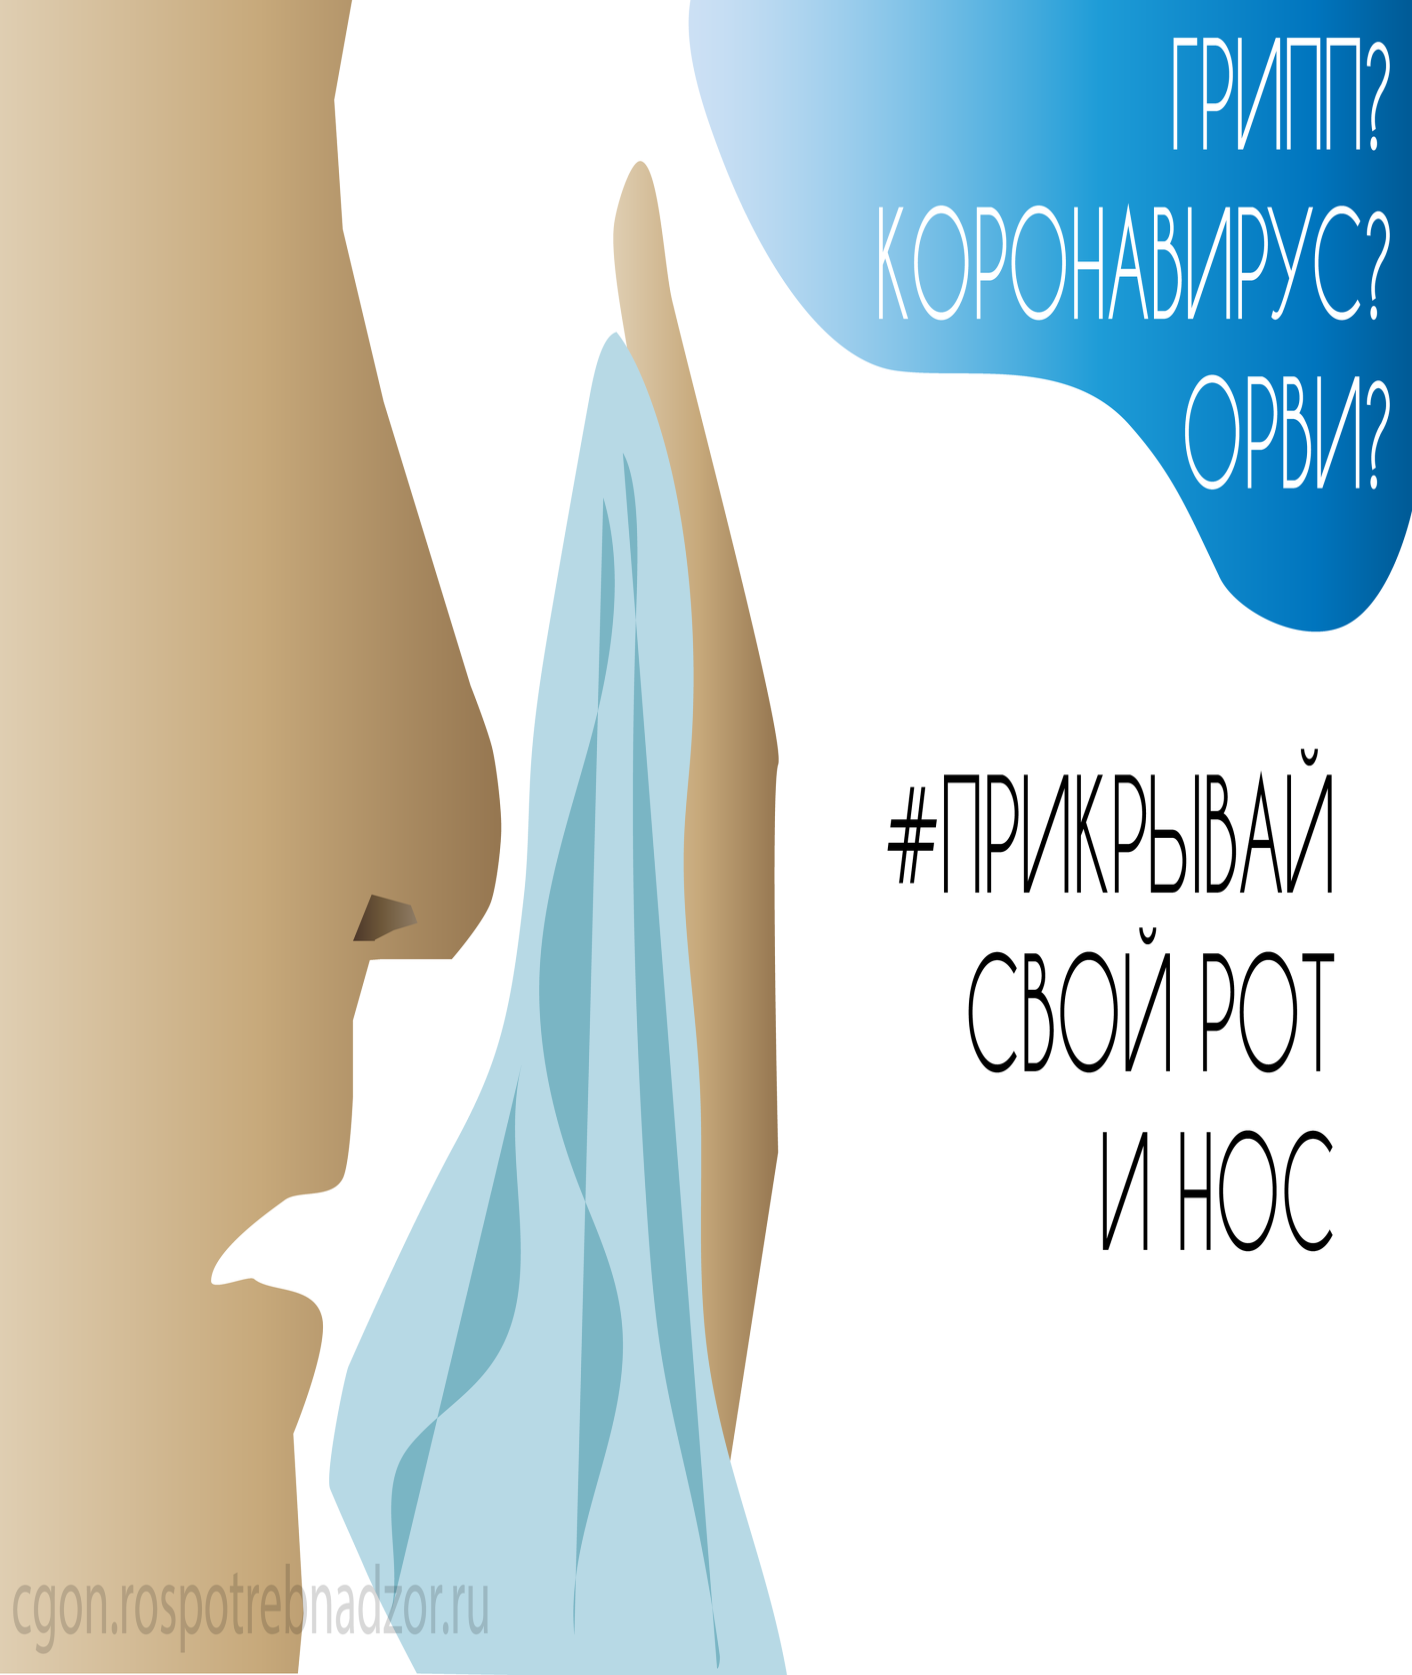 ГРИПП?
КОРОНАВИРУС?
ОРВИ?
#ПРИКРЫВАЙ
СВОЙ РОТ
И НОС
cgon.rospotrebnadzor.ru